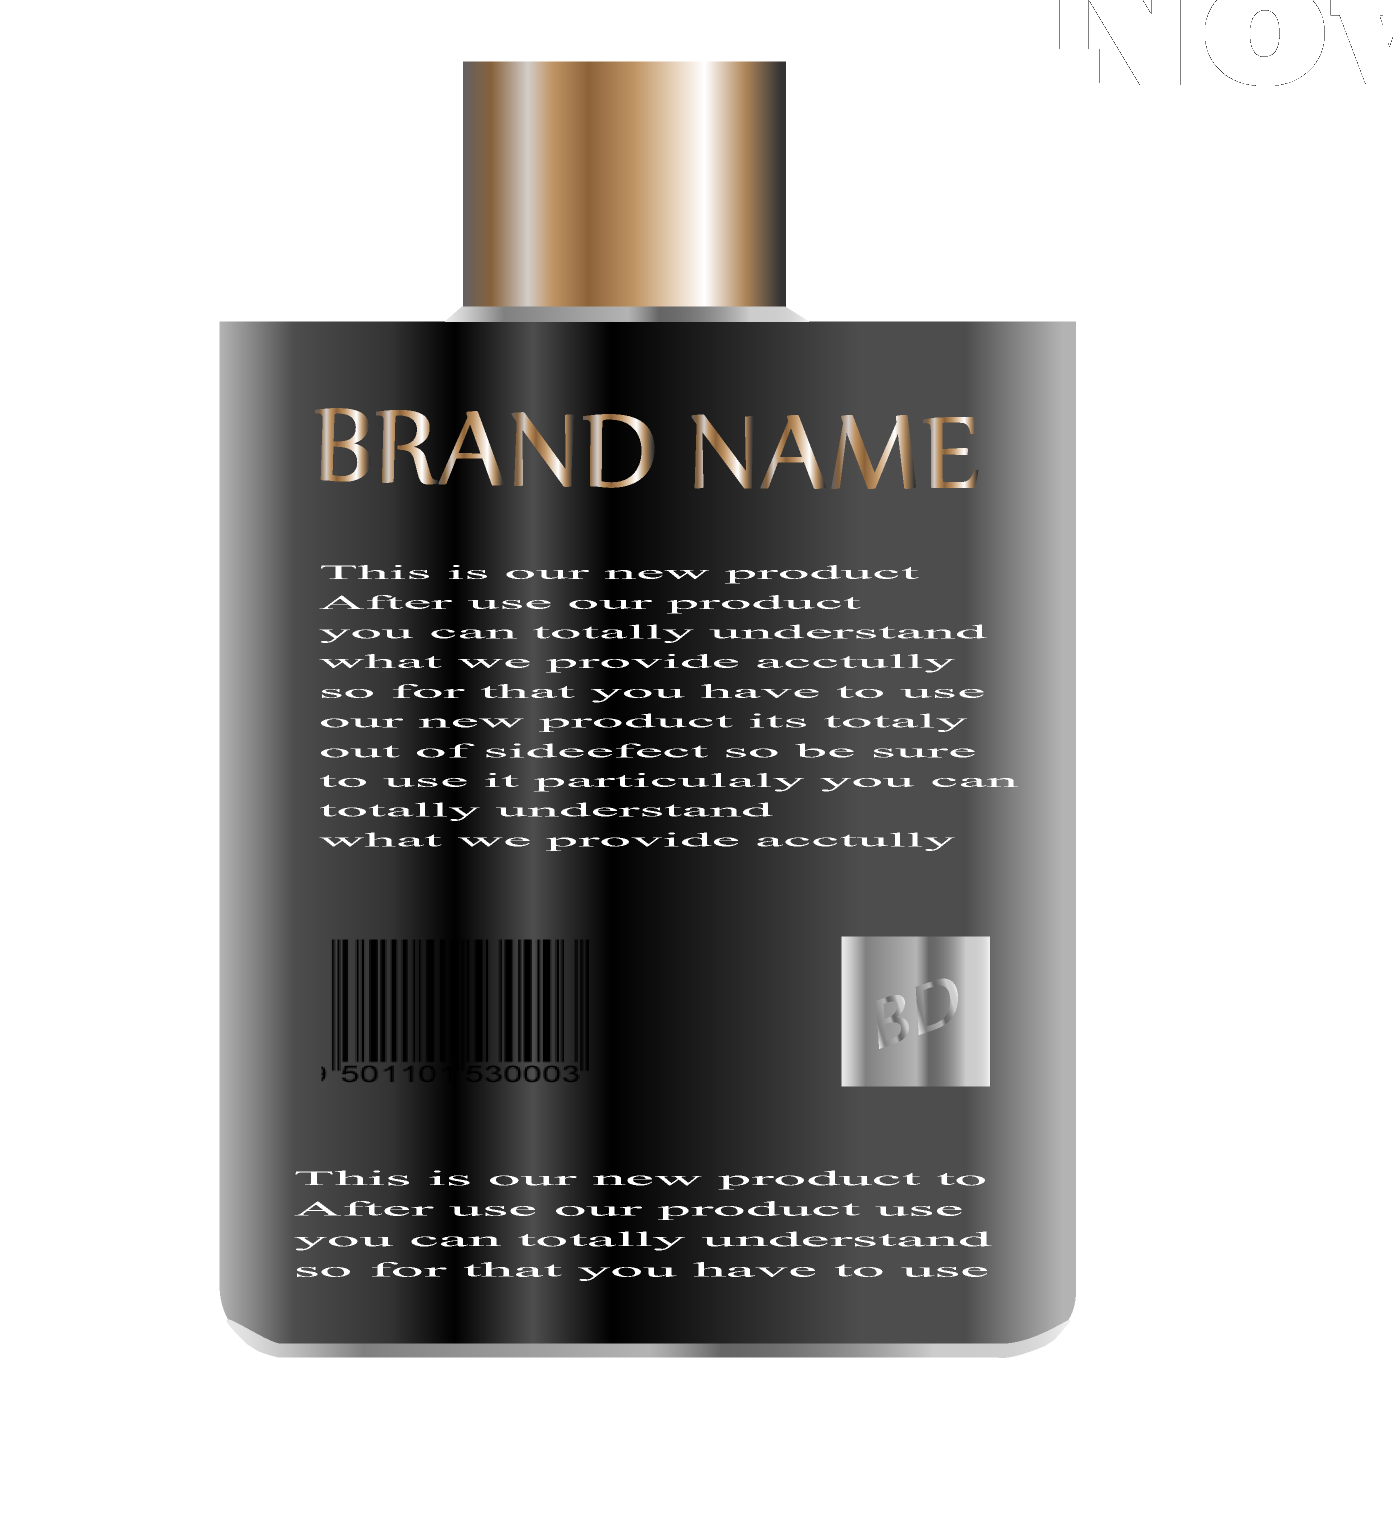 BRAND NAME
This is our new product
After use our product
you can totally understand
what we provide acctully
so for that you have to use
our new product its totaly
out of sideefect so be sure
to use it particulaly you can
totally understand
what we provide acctully
9 501101 530003
BD
This is our new product to
After use our product use
you can totally understand
so for that you have to use